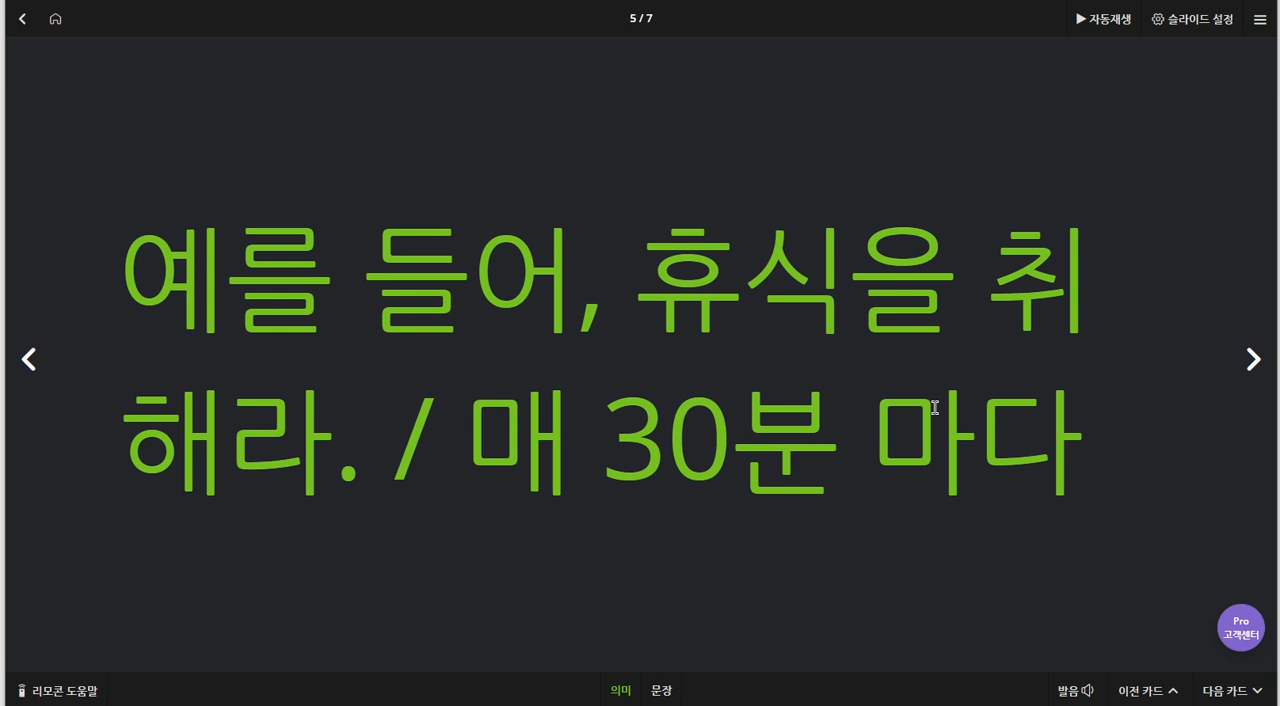 5 / 7
자동재생
슬라이드 설정
예를 들어, 휴식을 취
해라. / 매 30분 마다
Pro
고객센터
리모콘 도움말
의미
문장
발음
이전 카드
다음 카드